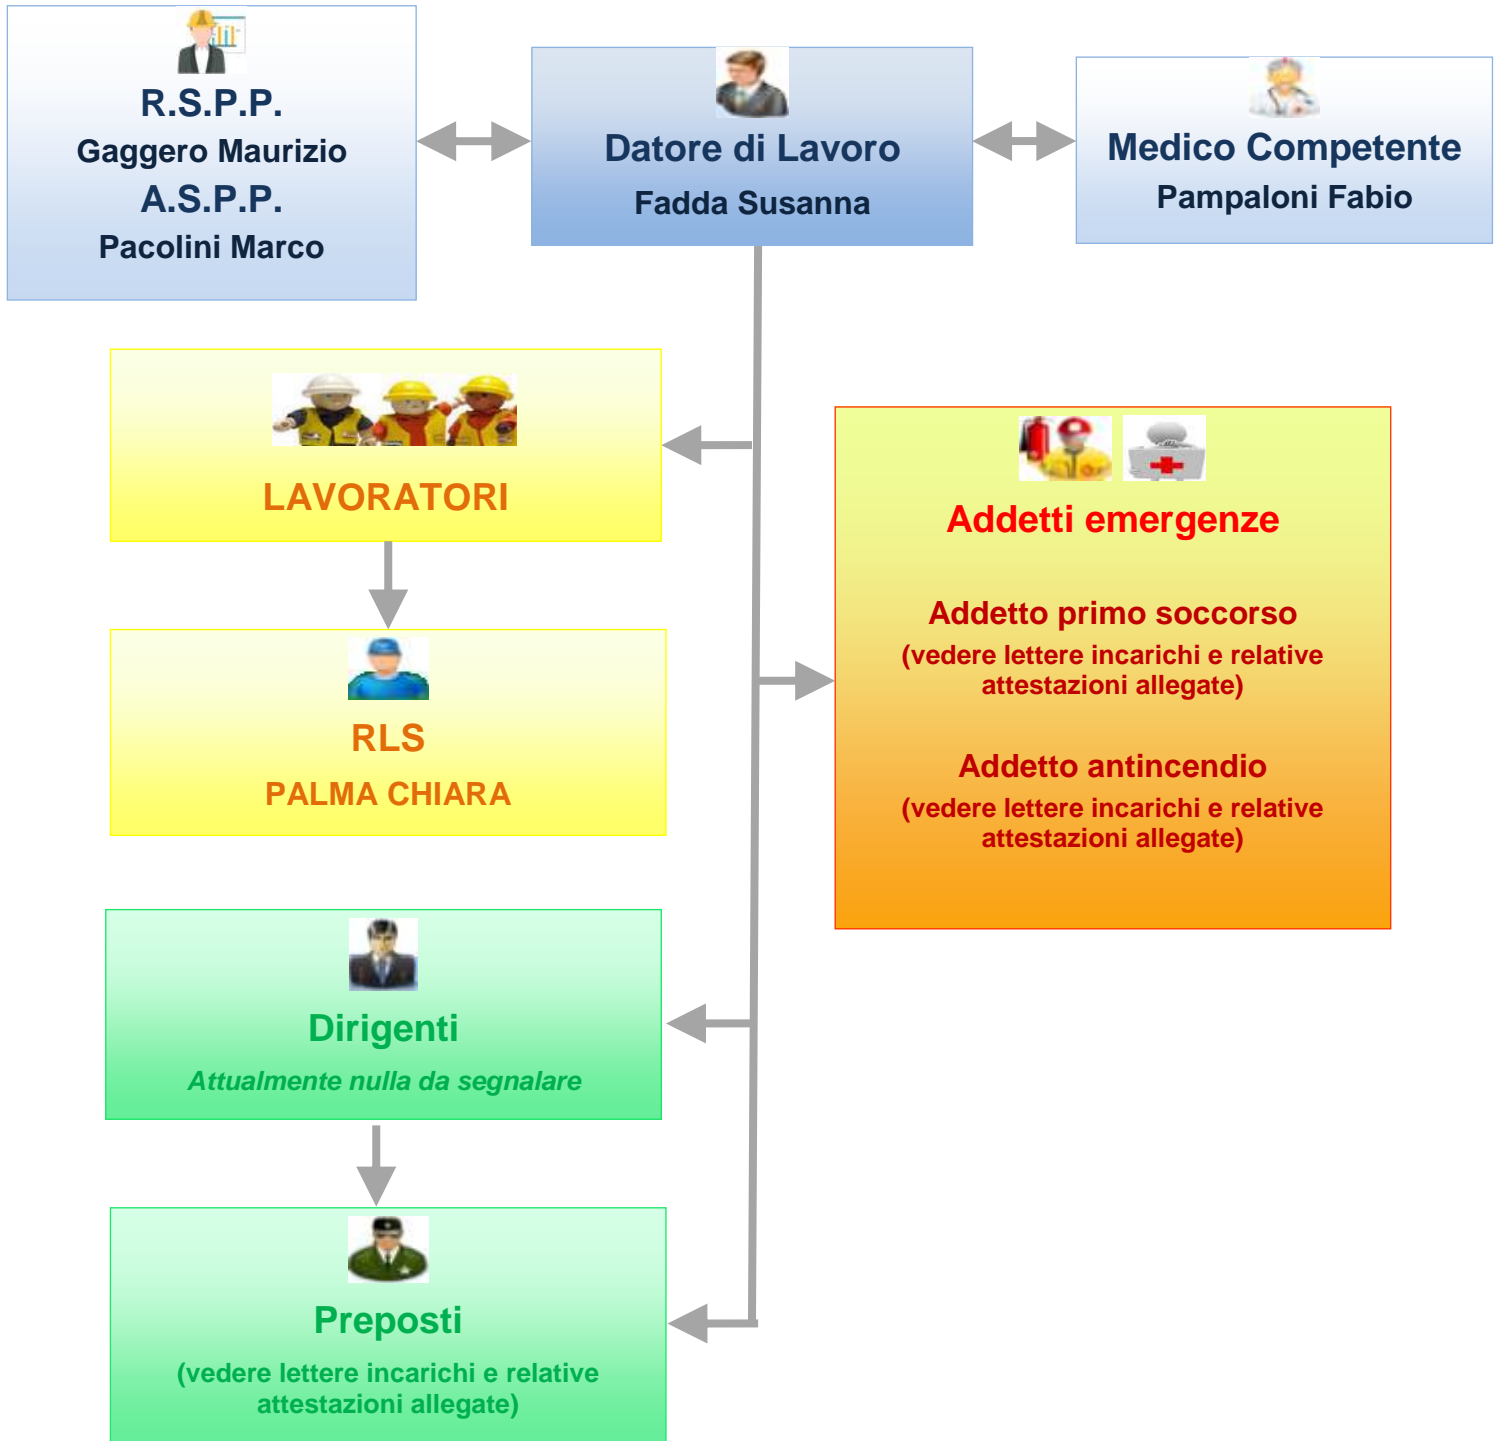 R.S.P.P.
Gaggero Maurizio
A.S.P.P.
Pacolini Marco
Datore di Lavoro
Fadda Susanna
Medico Competente
Pampaloni Fabio
LAVORATORI
RLS
PALMA CHIARA
Addetti emergenze
Addetto primo soccorso
(vedere lettere incarichi e relative
attestazioni allegate)
Addetto antincendio
(vedere lettere incarichi e relative
attestazioni allegate)
Dirigenti
Attualmente nulla da segnalare
Preposti
(vedere lettere incarichi e relative
attestazioni allegate)